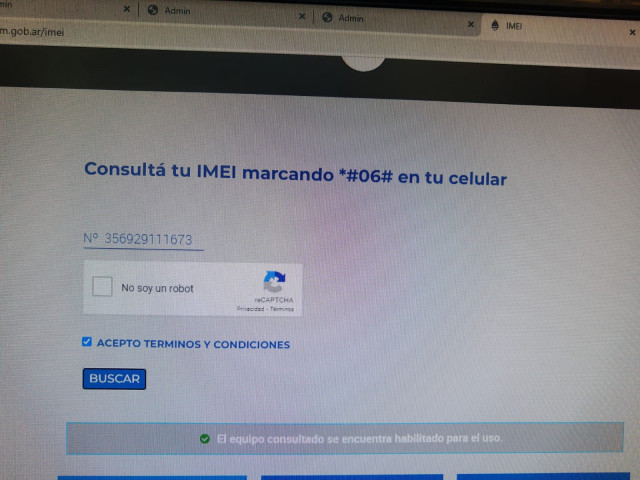 min
Admin
Admin
IMEI
m.gob.ar/imei
Consultá tu IMEI marcando *#06# en tu celular
Nº 356929111673
No soy un robot
reCAPTCHA
Privacidad - Términos
ACEPTO TERMINOS Y CONDICIONES
BUSCAR
El equipo consultado se encuentra habilitado para el uso.